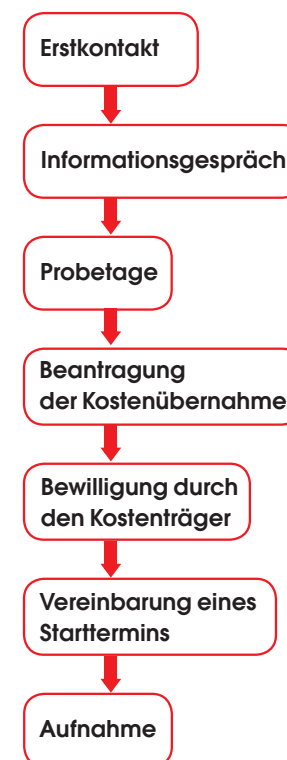 Erstkontakt
Informationsgespräch
Probetage
Beantragung
der Kostenübernahme
Bewilligung durch
den Kostenträger
Vereinbarung eines
Starttermins
Aufnahme